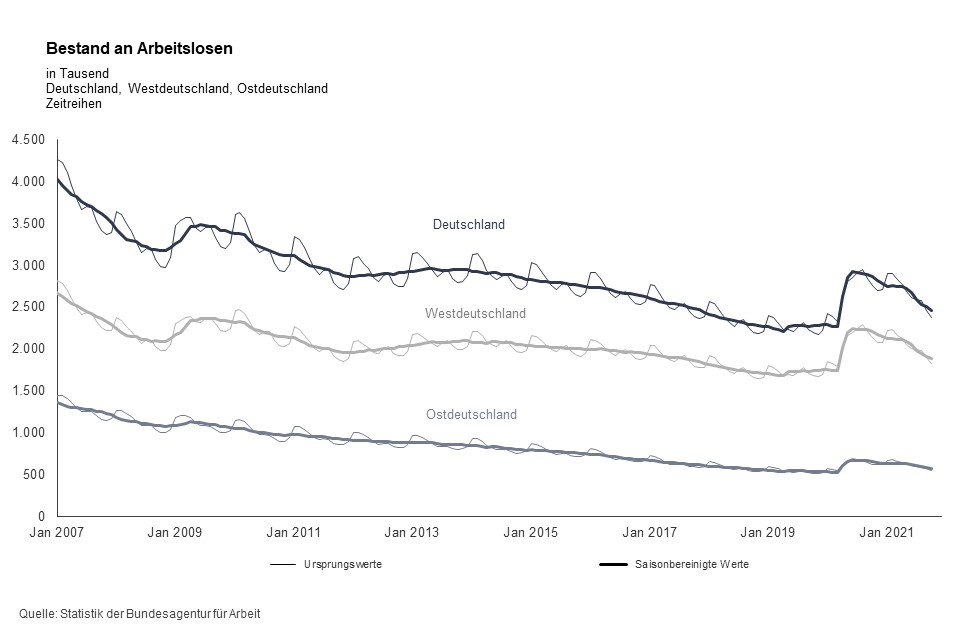 Bestand an Arbeitslosen
in Tausend
Deutschland, Westdeutschland, Ostdeutschland
Zeitreihen
4.500
4.000
3.500
3.000
2.500
2.000
1.500
1.000
500
0
Deutschland
Westdeutschland
Ostdeutschland
Jan 2007 Jan 2009 Jan 2011 Jan 2013 Jan 2015 Jan 2017 Jan 2019 Jan 2021
Ursprungswerte Saisonbereinigte Werte
Quelle: Statistik der Bundesagentur für Arbeit